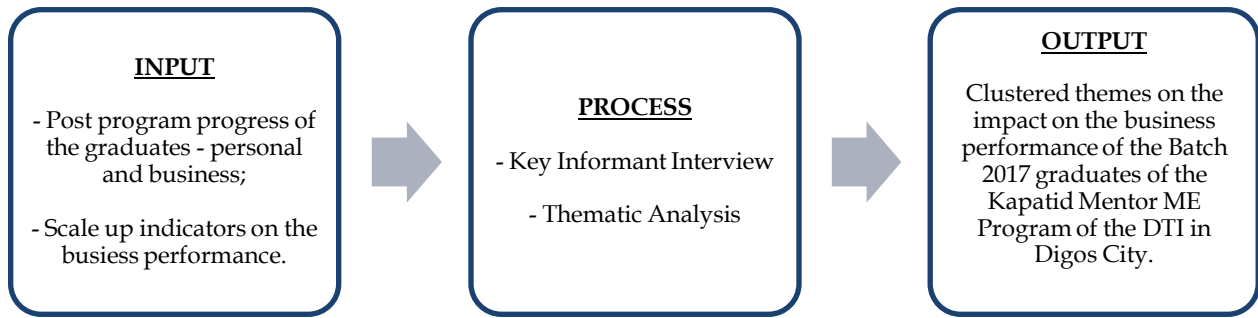 INPUT
- Post program progress of
the graduates - personal
and business;
- Scale up indicators on the
busiess performance.
PROCESS
- Key Informant Interview
- Thematic Analysis
OUTPUT
Clustered themes on the
impact on the business
performance of the Batch
2017 graduates of the
Kapatid Mentor ME
Program of the DTI in
Digos City.